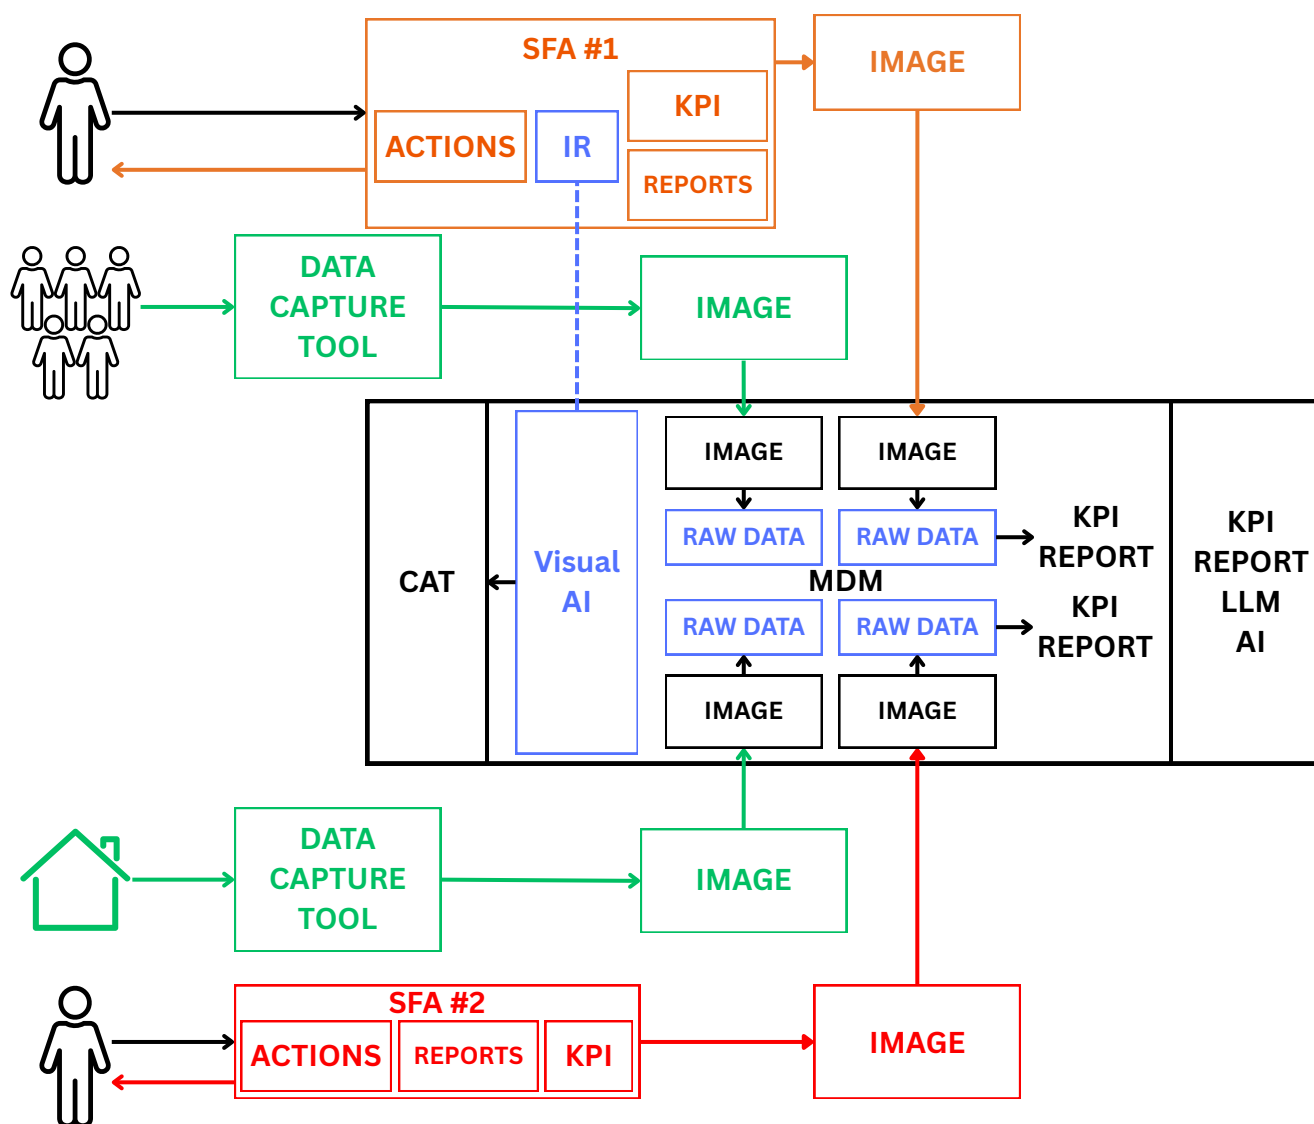 SFA #1
IMAGE
KPI
ACTIONS
IR
REPORTS
DATA
CAPTURE
TOOL
IMAGE
IMAGE
IMAGE
RAW DATA
RAW DATA
KPI
REPORT
CAT
Visual
AI
MDM
KPI
REPORT
LLM
AI
RAW DATA
RAW DATA
KPI
REPORT
IMAGE
IMAGE
DATA
CAPTURE
TOOL
IMAGE
SFA #2
ACTIONS
REPORTS
KPI
IMAGE